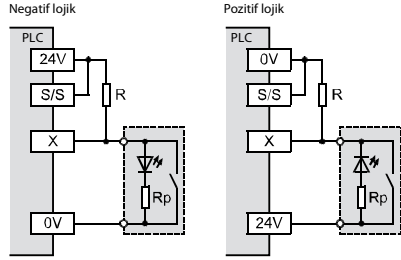 Negatif lojik
PLC
24V
S/S
R
X
Rp
0V
Pozitif lojik
PLC
0V
S/S
R
X
Rp
24V